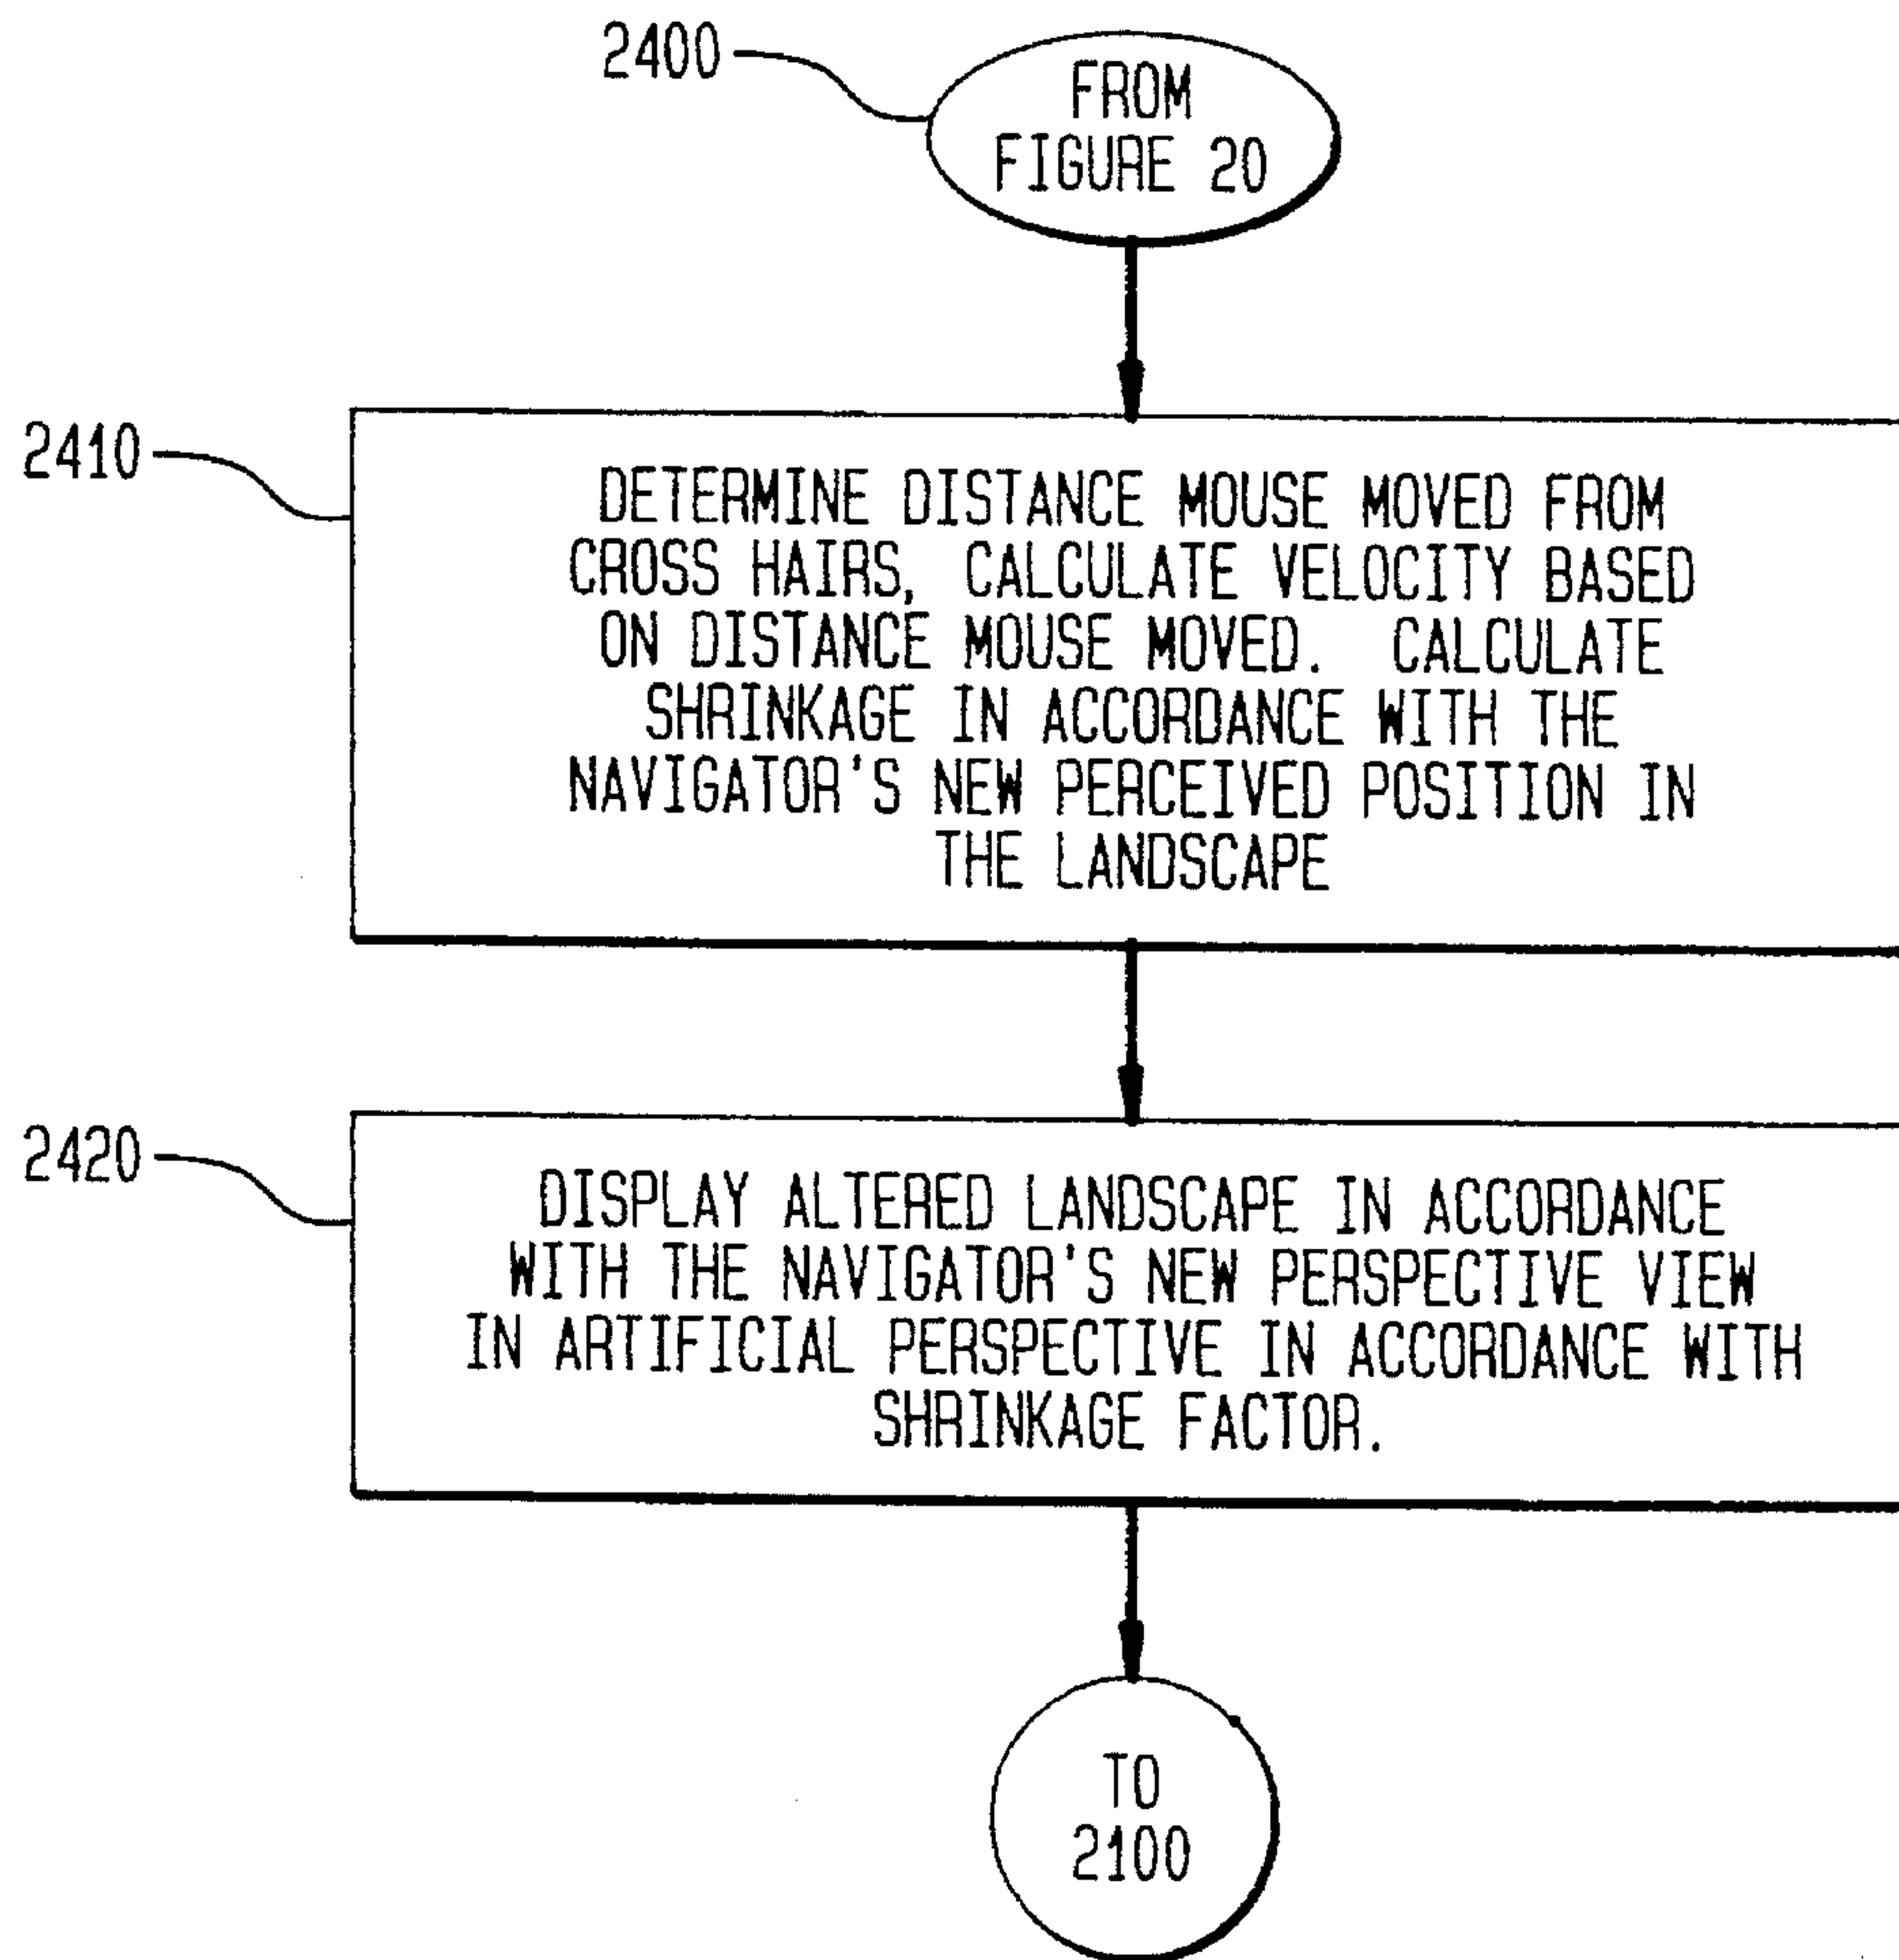 2400
FROM
FIGURE 20
2410
DETERMINE DISTANCE MOUSE MOVED FROM
CROSS HAIRS, CALCULATE VELOCITY BASED
ON DISTANCE MOUSE MOVED. CALCULATE
SHRINKAGE IN ACCORDANCE WITH THE
NAVIGATOR'S NEW PERCEIVED POSITION IN
THE LANDSCAPE
2420
DISPLAY ALTERED LANDSCAPE IN ACCORDANCE
WITH THE NAVIGATOR'S NEW PERSPECTIVE VIEW
IN ARTIFICIAL PERSPECTIVE IN ACCORDANCE WITH
SHRINKAGE FACTOR.
TO
2100